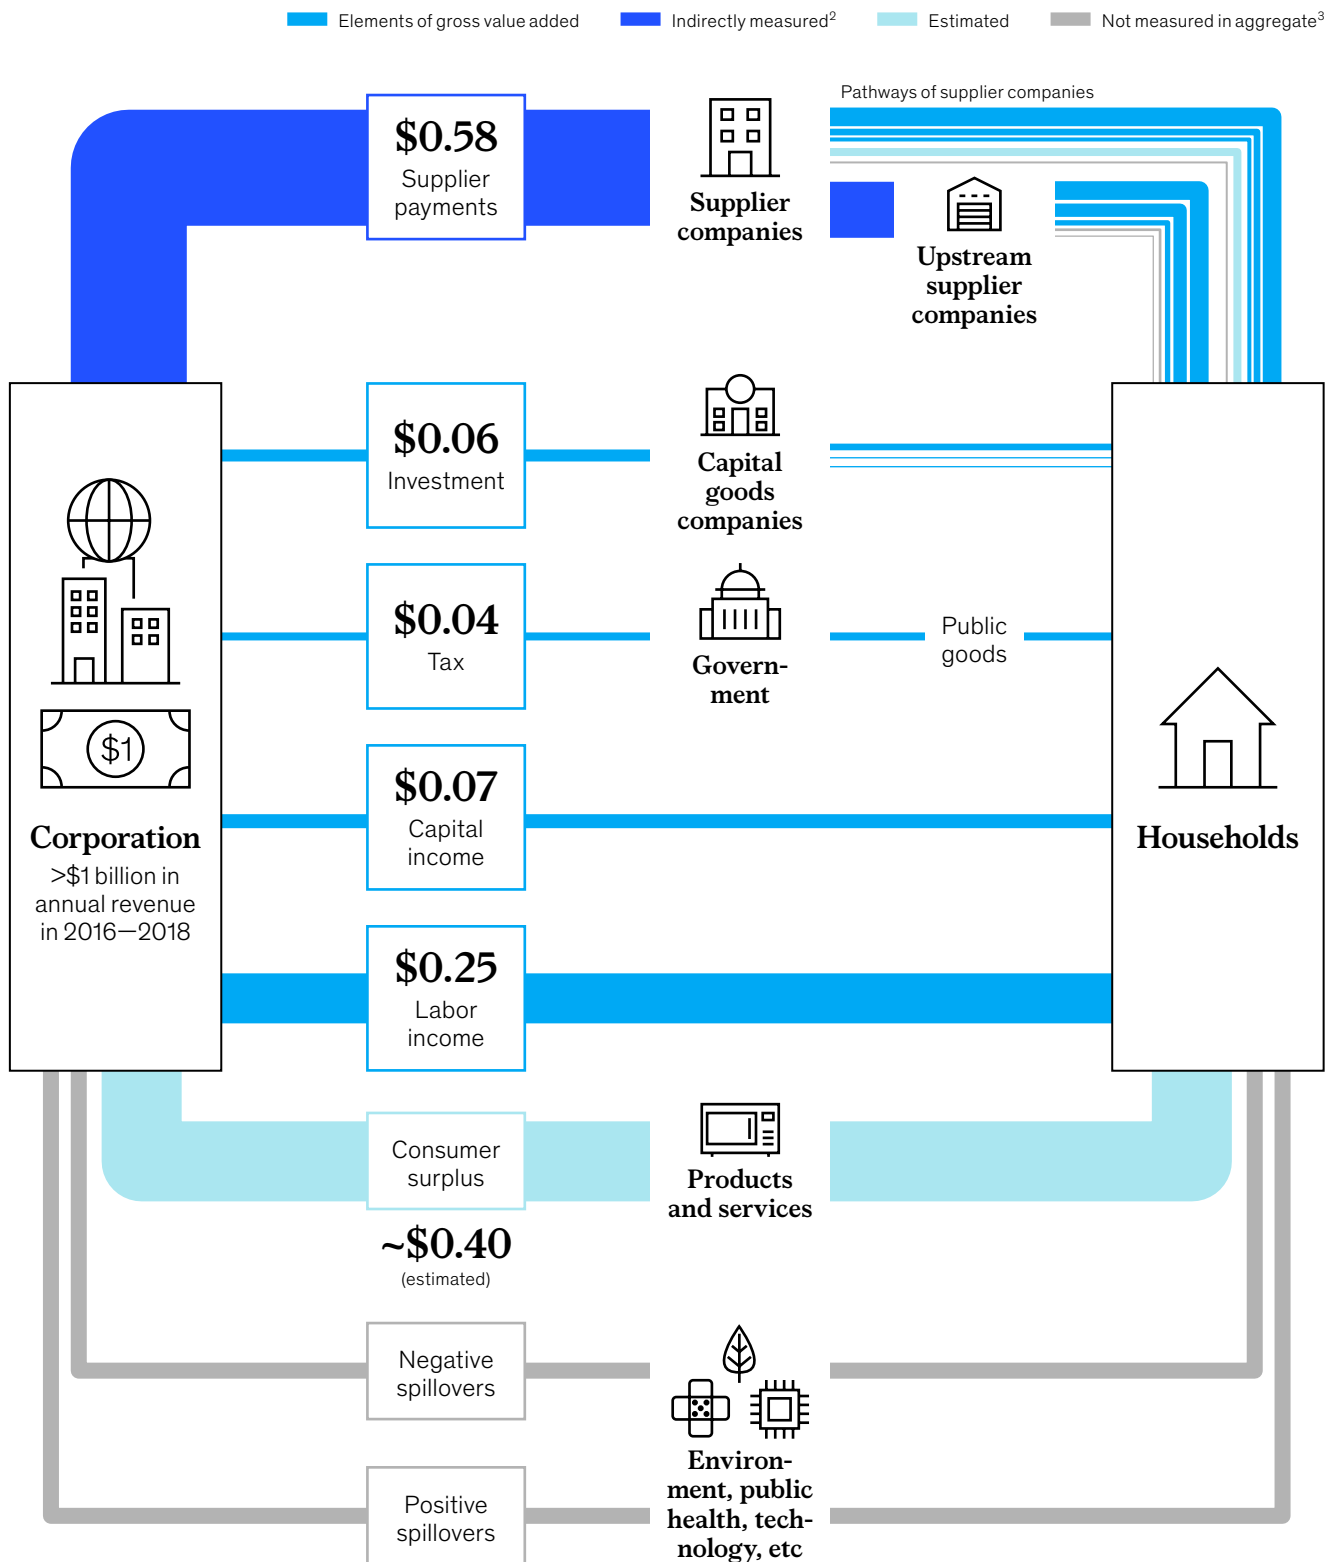 Elements of gross value added
Indirectly measured2
Estimated
Not measured in aggregate3
Pathways of supplier companies
$0.58
Supplier
payments
Supplier
companies
Upstream
supplier
companies
$0.06
Investment
Capital
goods
companies
$0.04
Tax
Govern-
ment
Public
goods
$1
Corporation
>$1 billion in
annual revenue
in 2016—2018
$0.07
Capital
income
Households
$0.25
Labor
income
Consumer
surplus
~$0.40
(estimated)
Products
and services
Negative
spillovers
Positive
spillovers
Environ-
ment, public
health, tech-
nology, etc